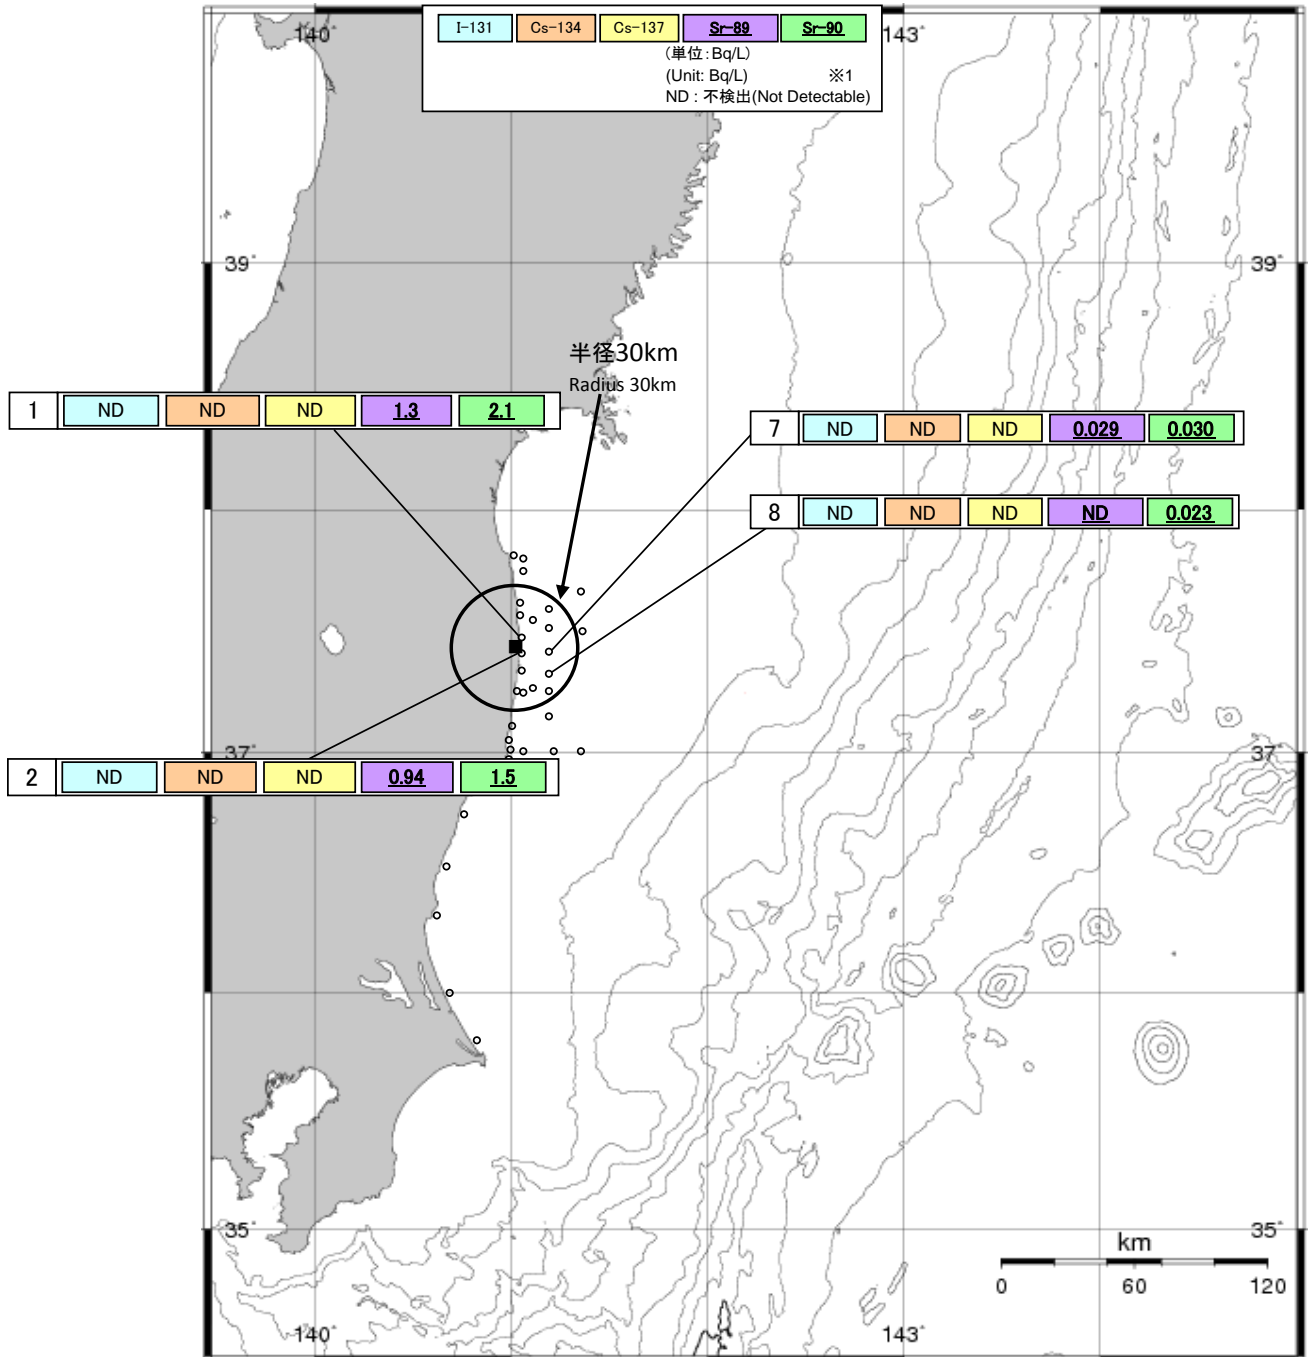 I-131 Cs-134 Cs-137 Sr-89 Sr-90
(単位:Bq/L)
(Unit: Bq/L) ※1
ND : 不検出(Not Detectable)
140° 143°
39° 39°
半径30km
Radius 30km
1 ND ND ND 1.3 2.1
7 ND ND ND 0.029 0.030
8 ND ND ND ND 0.023
37° 37°
2 ND ND ND 0.94 1.5
35° 35°
km
0 60 120
140° 143°